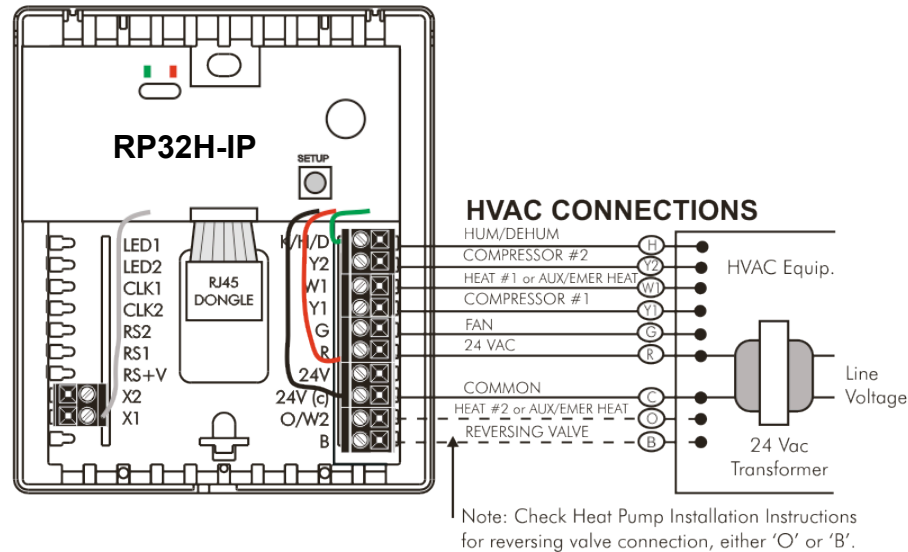 RP32H-IP
SETUP
LED1
LED2
CLK1
CLK2
RS2
RS1
RS+V
X2
X1
RJ45
DONGLE
K/H/D
Y2
W1
Y1
G
R
24V
24V (c)
O/W2
B
HVAC CONNECTIONS
HUM/DEHUM
H
COMPRESSOR #2
Y2
HEAT #1 or AUX/EMER HEAT
W1
COMPRESSOR #1
Y1
FAN
G
24 VAC
R
COMMON
C
HEAT #2 or AUX/EMER HEAT
O
REVERSING VALVE
B
HVAC Equip.
Line
Voltage
24 Vac
Transformer
Note: Check Heat Pump Installation Instructions
for reversing valve connection, either ‘O’ or ‘B’.